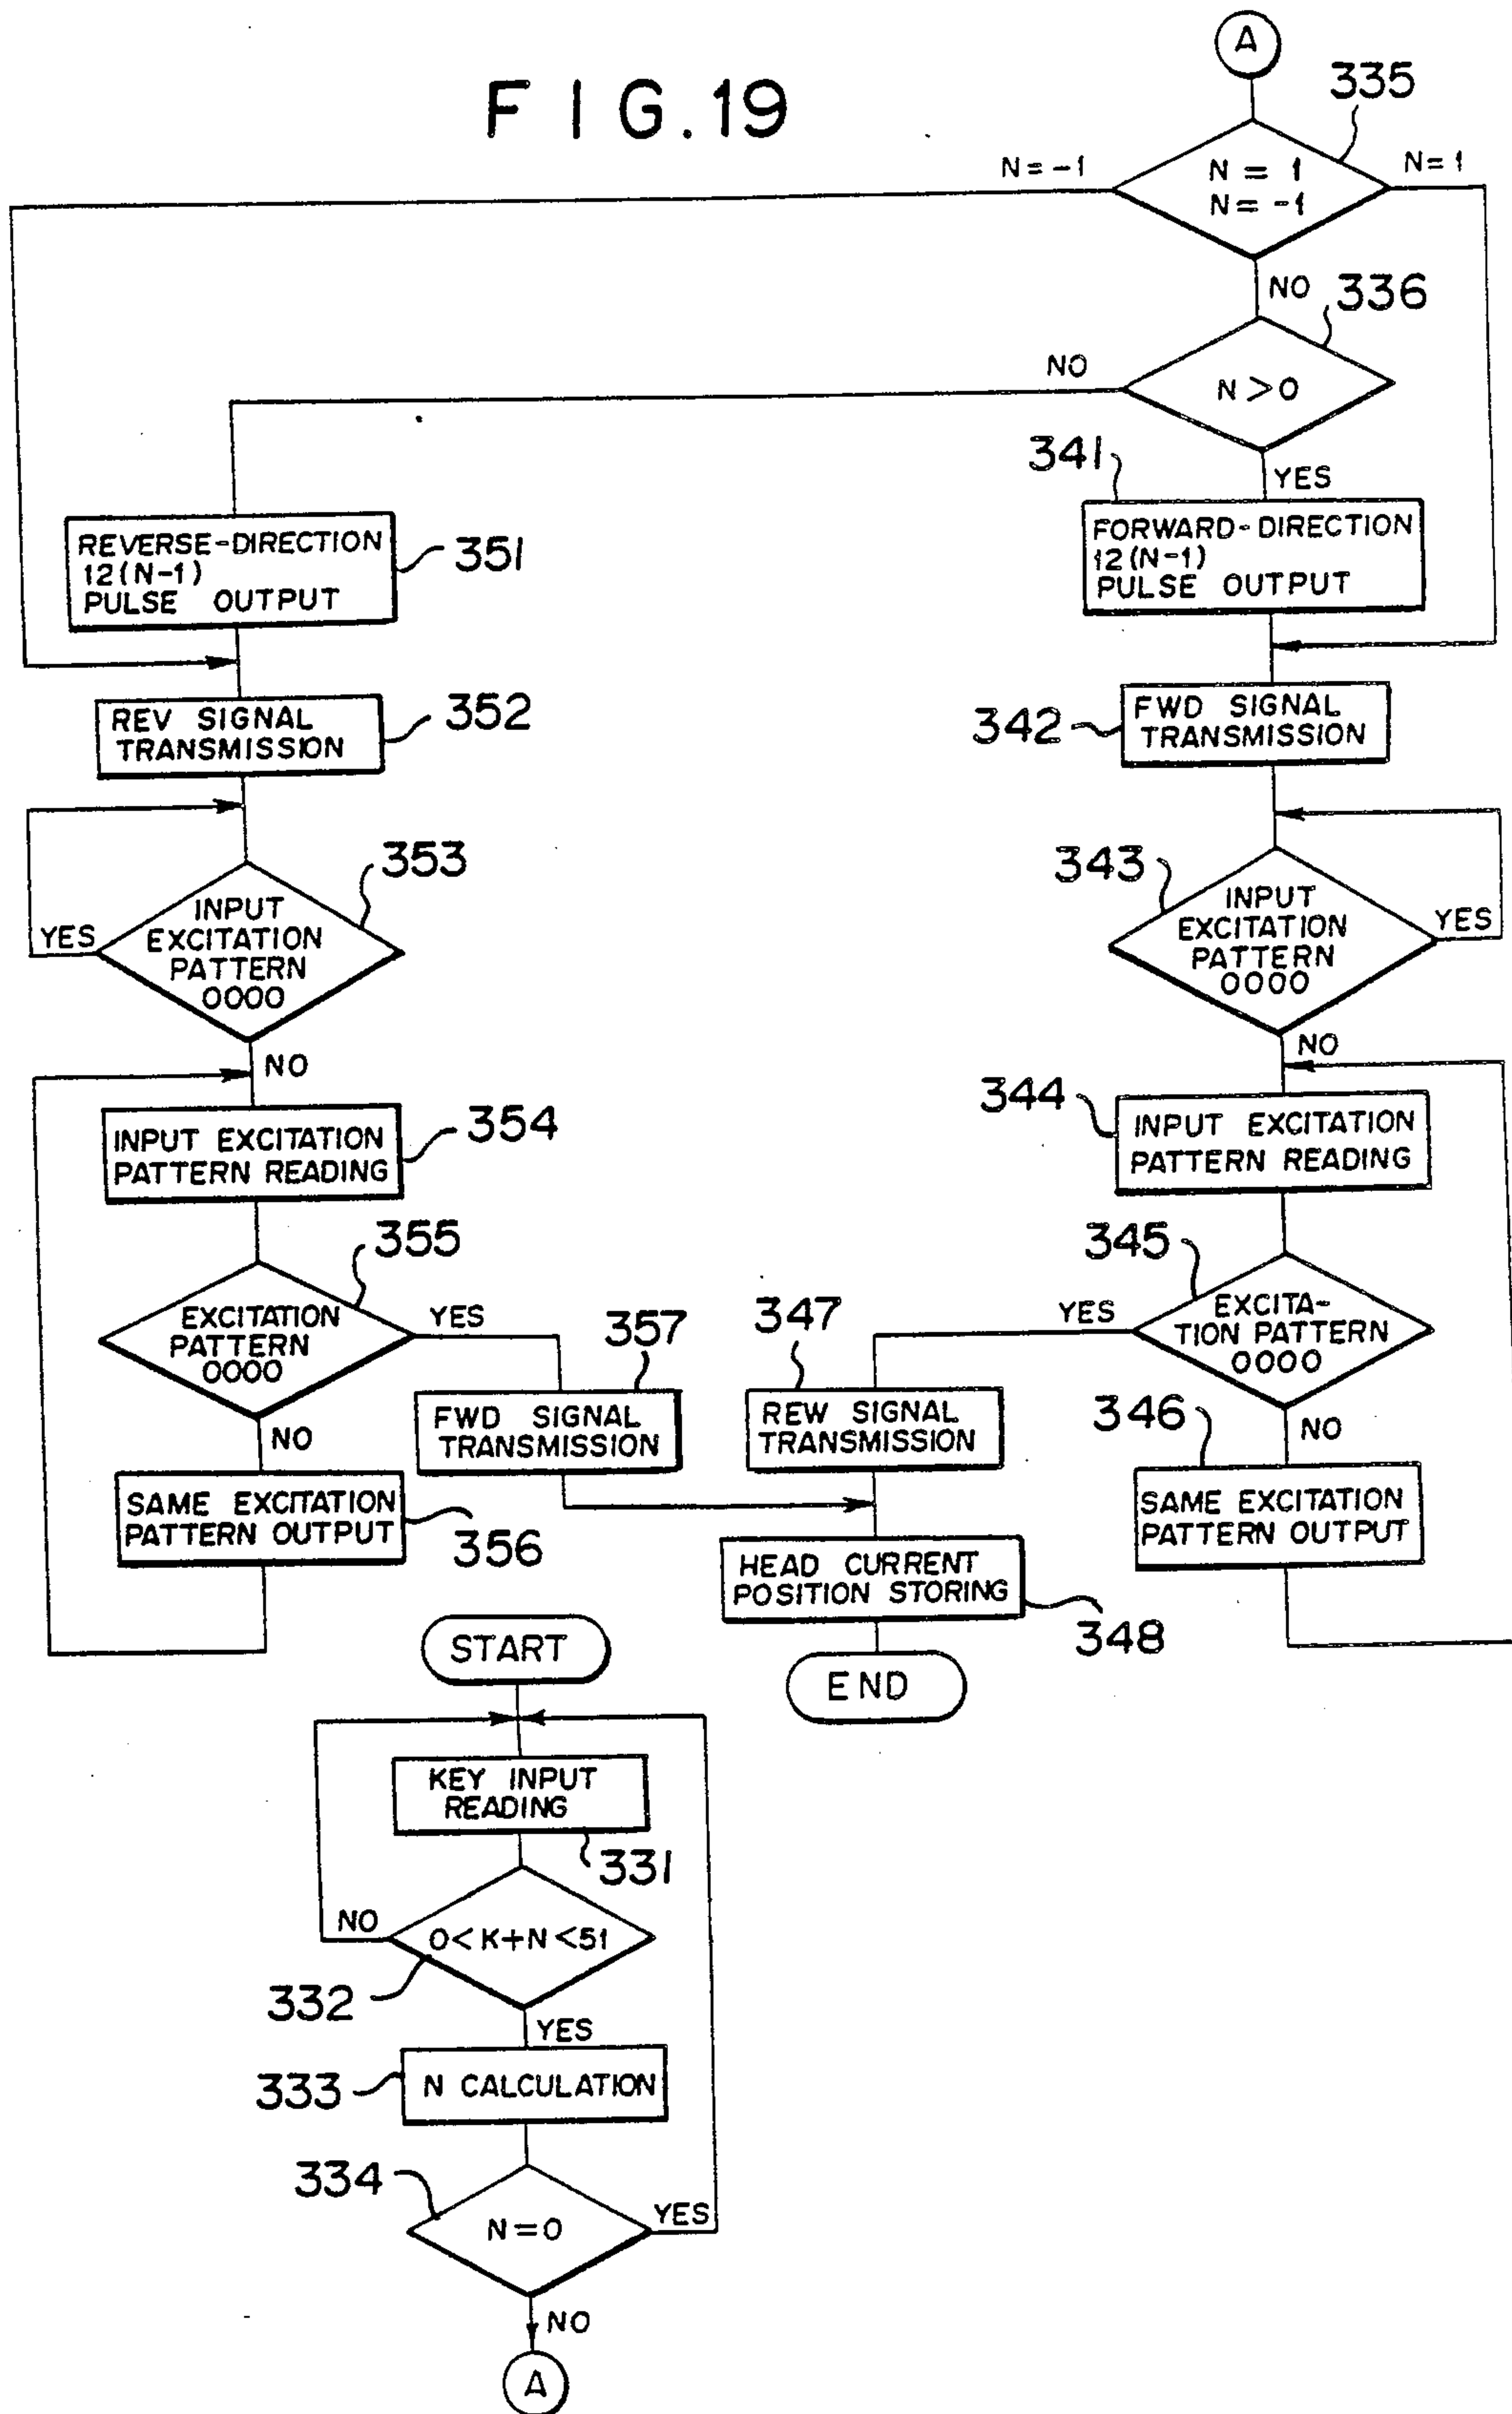 FIG. 19
A
335
N = -1
N = 1
N = -1
N = 1
NO
336
NO
N > 0
341
YES
REVERSE-DIRECTION
12(N-1)
PULSE OUTPUT
351
FORWARD-DIRECTION
12(N-1)
PULSE OUTPUT
REV SIGNAL
TRANSMISSION
352
342
FWD SIGNAL
TRANSMISSION
353
YES
INPUT
EXCITATION
PATTERN
0000
NO
343
INPUT
EXCITATION
PATTERN
0000
YES
NO
INPUT EXCITATION
PATTERN READING
354
344
INPUT EXCITATION
PATTERN READING
355
EXCITATION
PATTERN
0000
YES
NO
357
FWD SIGNAL
TRANSMISSION
347
REW SIGNAL
TRANSMISSION
345
YES
EXCITA-
TION PATTERN
0000
NO
346
SAME EXCITATION
PATTERN OUTPUT
356
SAME EXCITATION
PATTERN OUTPUT
HEAD CURRENT
POSITION STORING
348
END
START
KEY INPUT
READING
331
NO
0 < K + N < 51
332
YES
333
N CALCULATION
334
N = 0
YES
NO
A